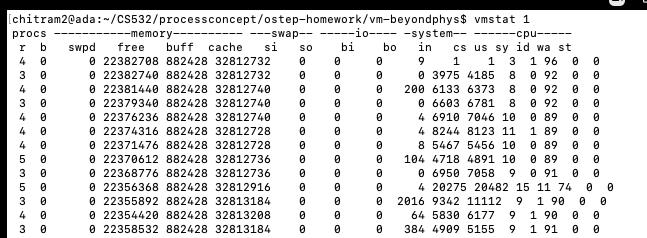 [chitram2@ada:~/CS532/processconcept/ostep-homework/vm-beyondphys$ vmstat 1
procs -----------memory---------- ---swap-- -----io---- -system-- ------cpu-----
r b swpd free buff cache si so bi bo in cs us sy id wa st
4 0 0 22382708 882428 32812732 0 0 0 9 1 1 3 1 96 0 0
3 0 0 22382740 882428 32812740 0 0 0 0 3975 4185 8 0 92 0 0
4 0 0 22381440 882428 32812740 0 0 0 200 6133 6373 8 0 92 0 0
2 0 0 22379340 882428 32812740 0 0 0 0 6603 6781 8 0 92 0 0
4 0 0 22376236 882428 32812740 0 0 0 4 6910 7046 10 0 89 0 0
4 0 0 22374316 882428 32812728 0 0 0 4 8244 8123 11 1 89 0 0
4 0 0 22371476 882428 32812728 0 0 0 8 5467 5456 10 0 89 0 0
5 0 0 22370612 882428 32812736 0 0 0 104 4718 4891 10 0 89 0 0
3 0 0 22368776 882428 32812736 0 0 0 0 6950 7058 9 0 91 0 0
5 0 0 22356368 882428 32812916 0 0 0 4 20275 20482 15 11 74 0 0
3 0 0 22355892 882428 32813184 0 0 0 2016 9342 11112 9 1 90 0 0
4 0 0 22354420 882428 32813208 0 0 0 64 5830 6177 9 1 90 0 0
3 0 0 22358532 882428 32813184 0 0 0 384 4909 5155 9 1 91 0 0